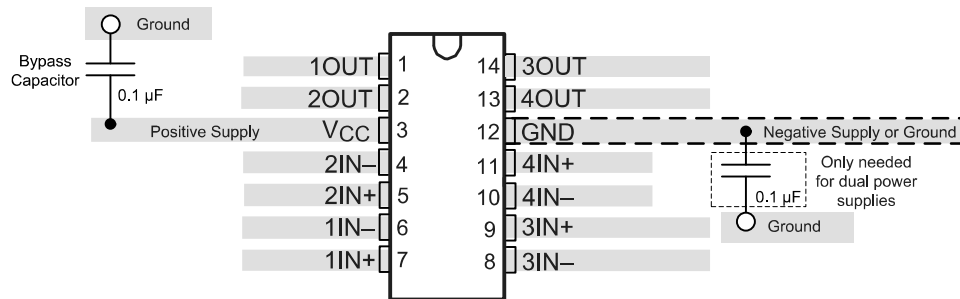 Ground
Bypass
Capacitor
0.1 µF
Positive Supply
1OUT 1
2OUT 2
VCC 3
2IN– 4
2IN+ 5
1IN– 6
1IN+ 7
14 3OUT
13 4OUT
12 GND
11 4IN+
10 4IN–
9 3IN+
8 3IN–
Negative Supply or Ground
Only needed
for dual power
supplies
0.1 µF
Ground